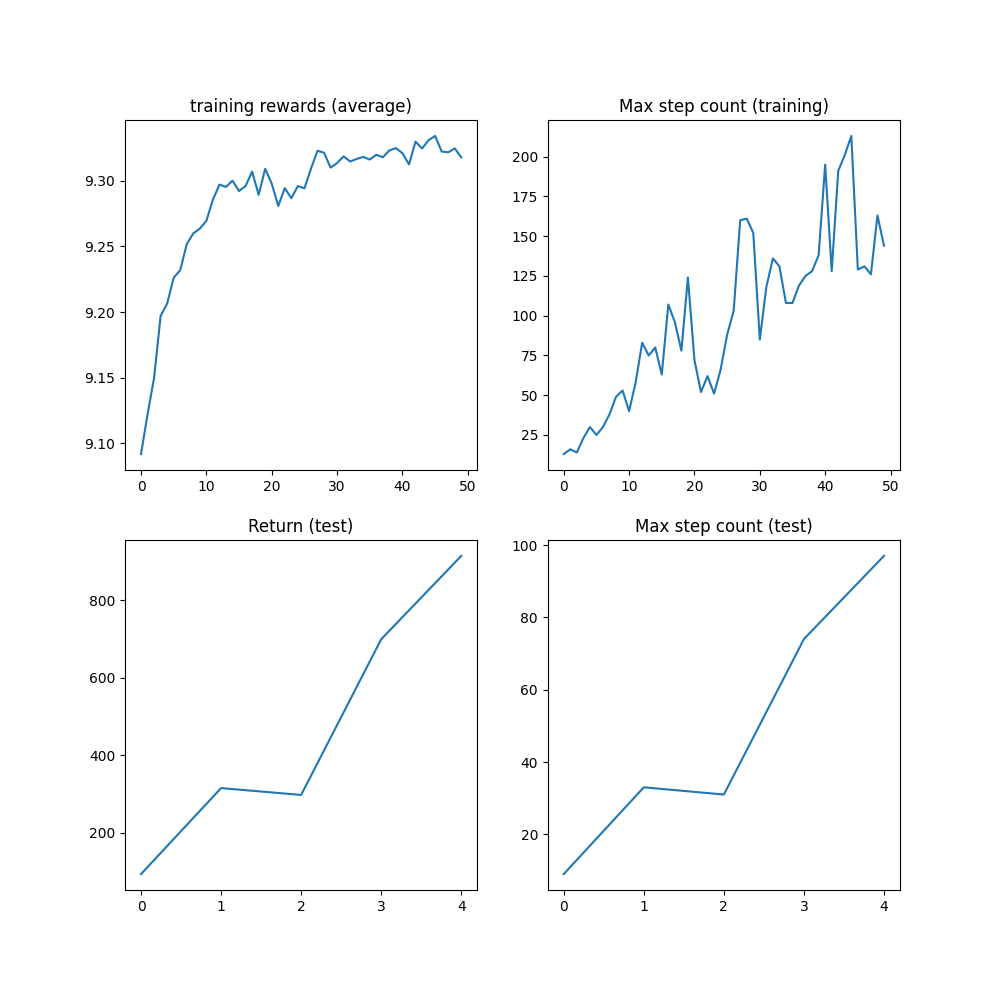 training rewards (average)
9.30
9.25
9.20
9.15
9.10
0 10 20 30 40 50
Max step count (training)
200
175
150
125
100
75
50
25
0 10 20 30 40 50
Return (test)
800
600
400
200
0 1 2 3 4
Max step count (test)
100
80
60
40
20
0 1 2 3 4